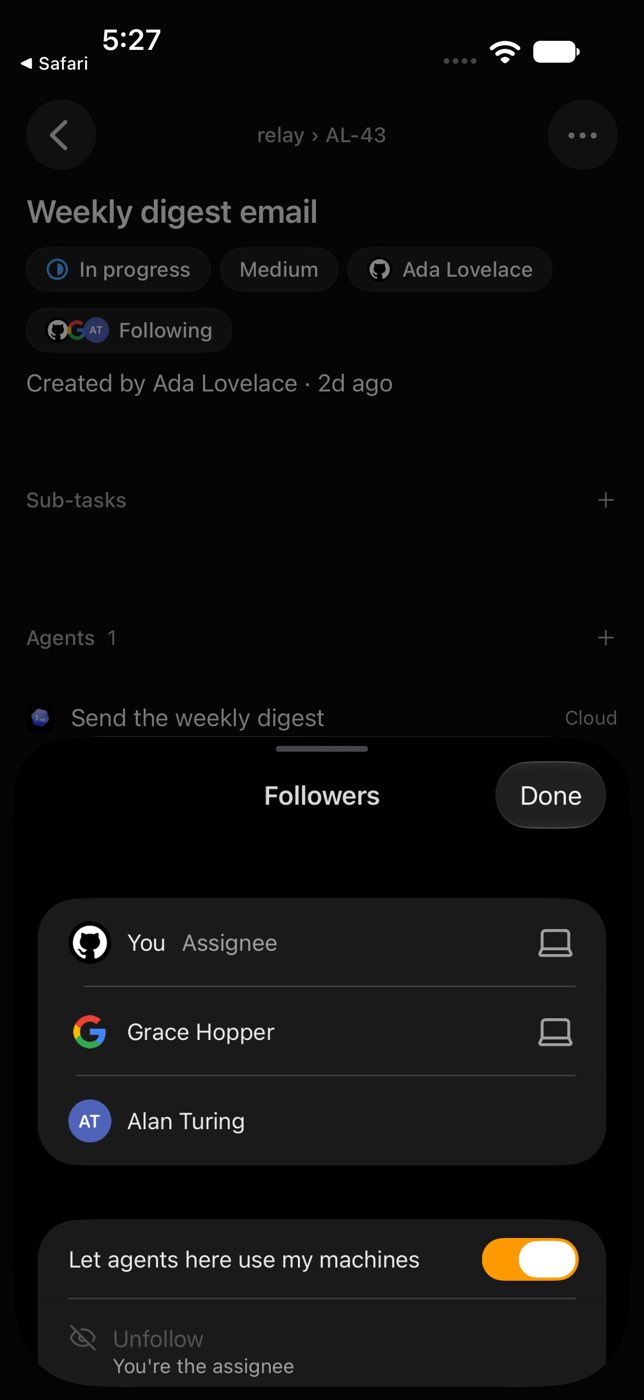 5:27
Safari
relay › AL-43
Weekly digest email
In progress
Medium
Ada Lovelace
AT
Following
Created by Ada Lovelace · 2d ago
Sub-tasks
Agents 1
Send the weekly digest
Cloud
Followers
Done
You Assignee
Grace Hopper
AT
Alan Turing
Let agents here use my machines
Unfollow
You're the assignee